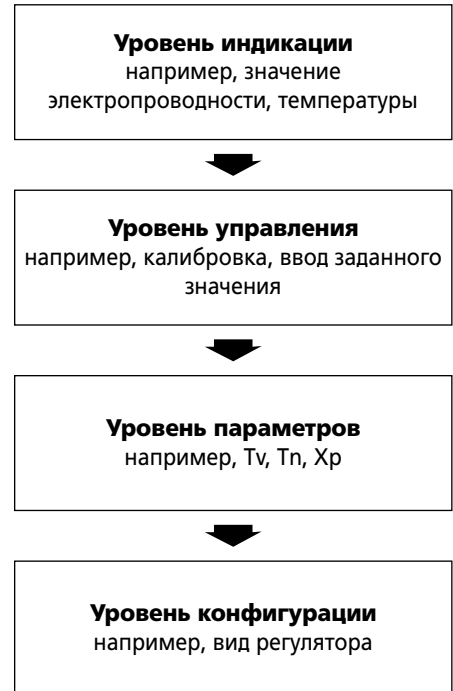 Уровень индикации
например, значение
электропроводности, температуры
Уровень управления
например, калибровка, ввод заданного
значения
Уровень параметров
например, Tv, Tn, Xp
Уровень конфигурации
например, вид регулятора